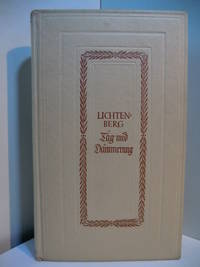 LICHTEN-
BERG
Tag und
Dämmerung